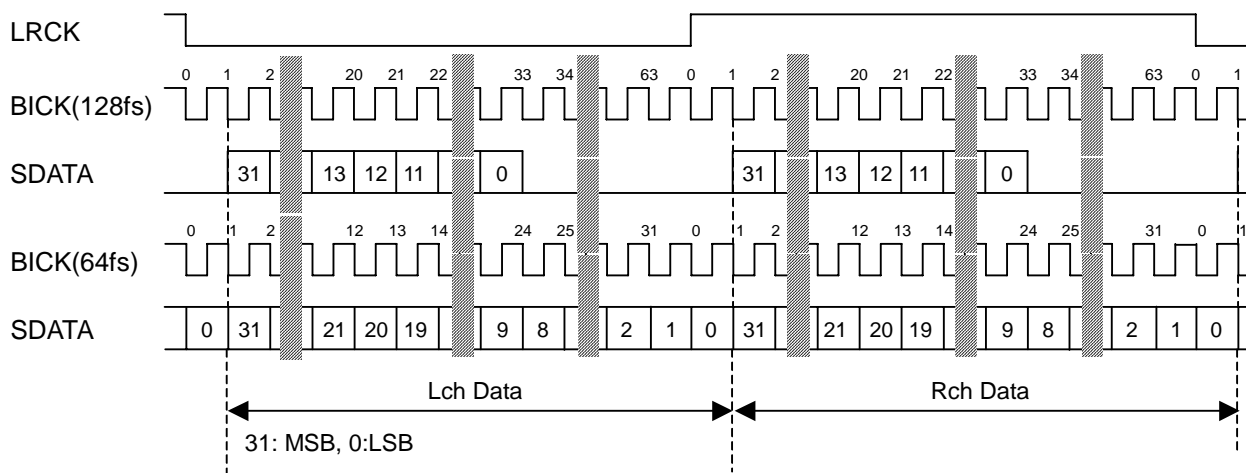 LRCK
0 1 2 20 21 22 33 34 63 0 1 2 20 21 22 33 34 63 0 1
BICK(128fs)
SDATA 31 13 12 11 0 31 13 12 11 0
0 1 2 12 13 14 24 25 31 0 1 2 12 13 14 24 25 31 0 1
BICK(64fs)
SDATA 0 31 21 20 19 9 8 2 1 0 31 21 20 19 9 8 2 1 0
Lch Data Rch Data
31: MSB, 0:LSB